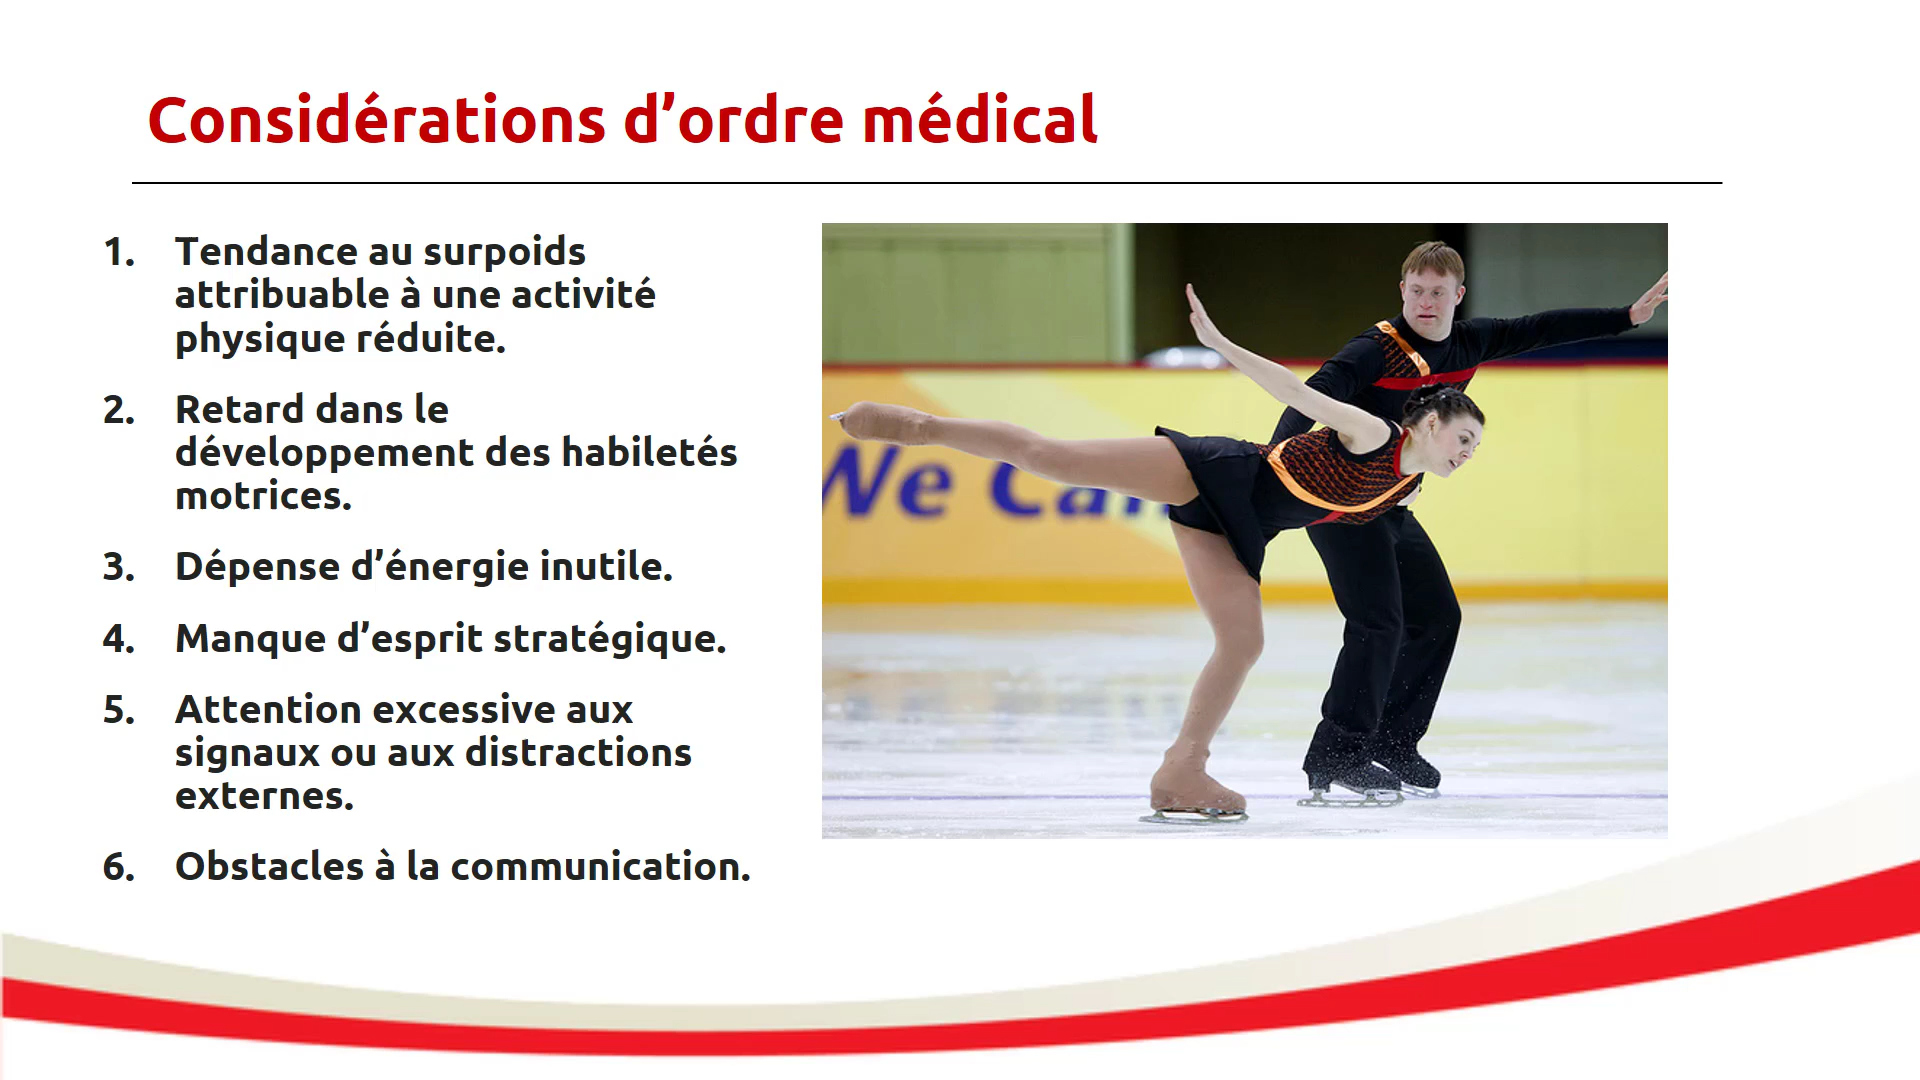 Considérations d’ordre médical
1. Tendance au surpoids
attribuable à une activité
physique réduite.
2. Retard dans le
développement des habiletés
motrices.
3. Dépense d’énergie inutile.
4. Manque d’esprit stratégique.
5. Attention excessive aux
signaux ou aux distractions
externes.
6. Obstacles à la communication.
We Can